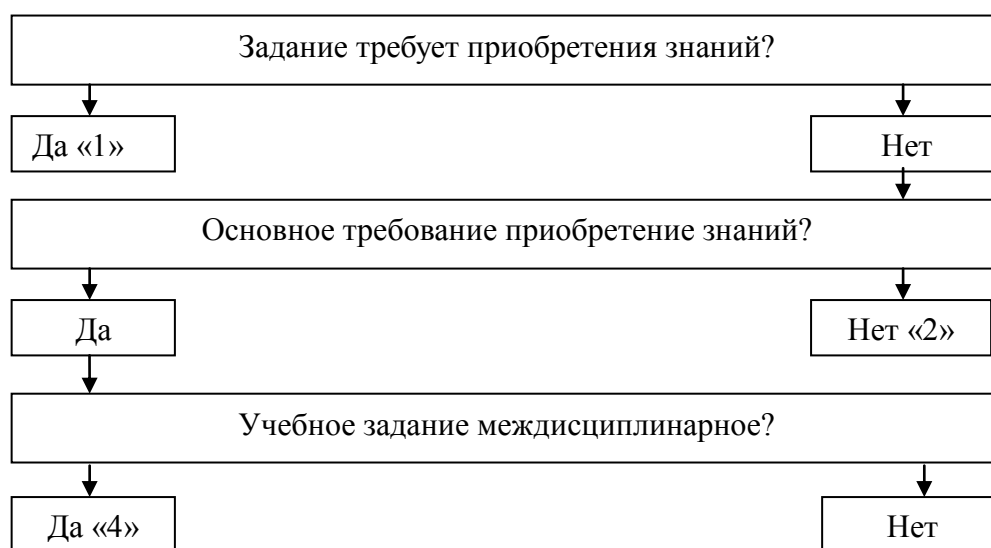 Задание требует приобретения знаний?
Да «1»
Нет
Основное требование приобретение знаний?
Да
Нет «2»
Учебное задание междисциплинарное?
Да «4»
Нет